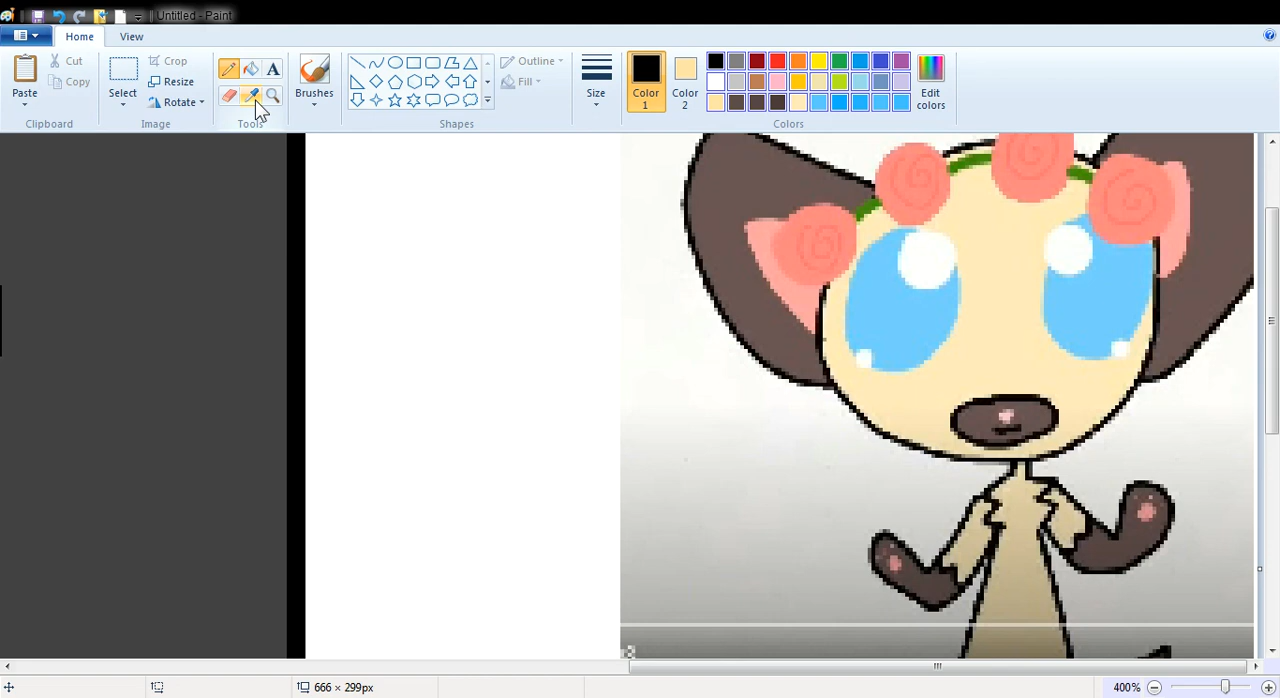 Untitled - Paint
Home
View
Paste
Cut
Copy
Clipboard
Select
Crop
Resize
Rotate
Image
A
Tools
Brushes
Shapes
Outline
Fill
Size
Color 1
Color 2
Colors
Edit colors
666 × 299px
400%